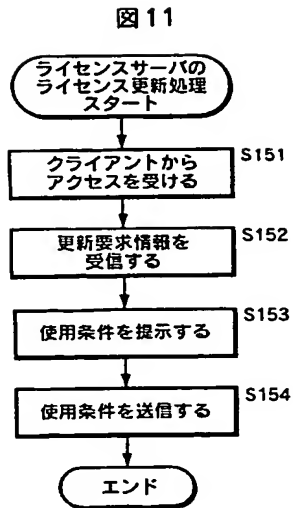 図11
ライセンスサーバの
ライセンス更新処理
スタート
クライアントから
アクセスを受ける
S151
更新要求情報を
受信する
S152
使用条件を提示する
S153
使用条件を送信する
S154
エンド